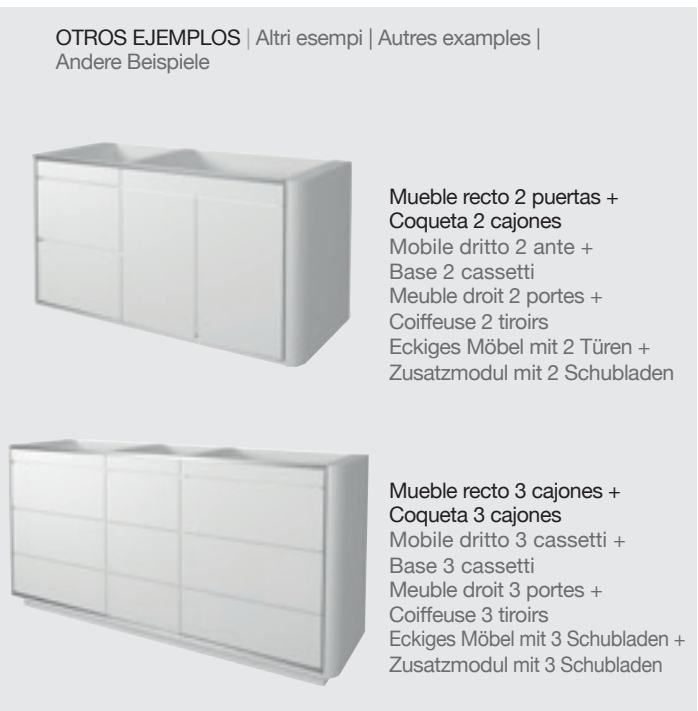 OTROS EJEMPLOS | Altri esempi | Autres examples |
Andere Beispiele
Mueble recto 2 puertas +
Coqueta 2 cajones
Mobile dritto 2 ante +
Base 2 cassetti
Meuble droit 2 portes +
Coiffeuse 2 tiroirs
Eckiges Möbel mit 2 Türen +
Zusatzmodul mit 2 Schubladen
Mueble recto 3 cajones +
Coqueta 3 cajones
Mobile dritto 3 cassetti +
Base 3 cassetti
Meuble droit 3 portes +
Coiffeuse 3 tiroirs
Eckiges Möbel mit 3 Schubladen +
Zusatzmodul mit 3 Schubladen